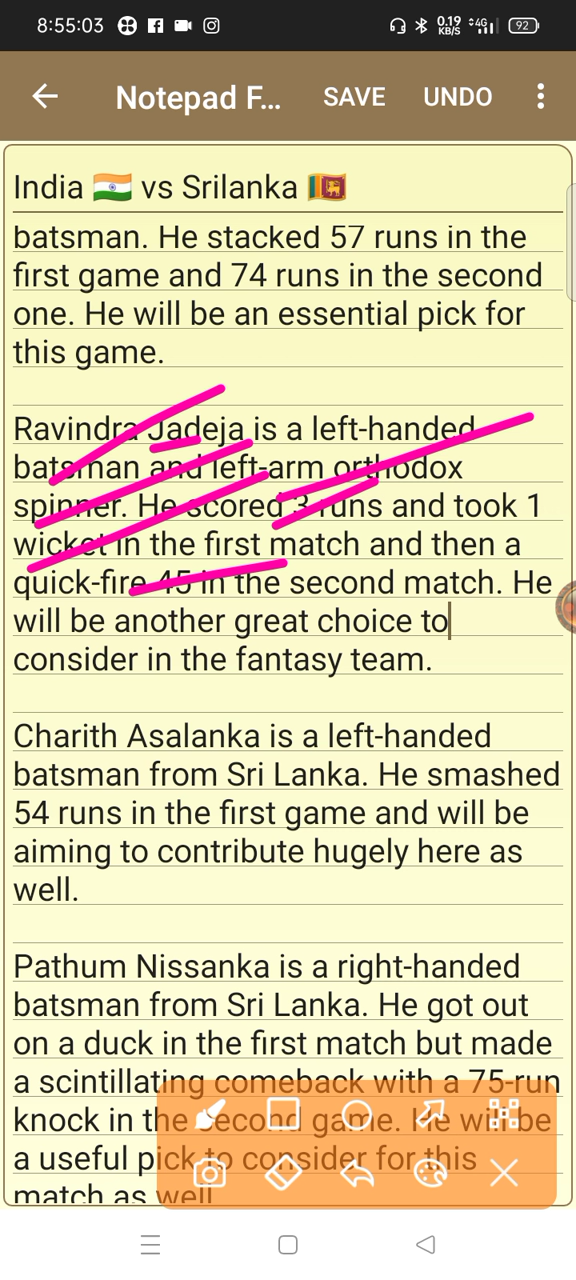 8:55:03
0.19
KB/S
4G
92
Notepad F...
SAVE
UNDO
India 🇮🇳 vs Srilanka 🇱🇰
batsman. He stacked 57 runs in the
first game and 74 runs in the second
one. He will be an essential pick for
this game.
Ravindra Jadeja is a left-handed
batsman and left-arm orthodox
spinner. He scored 3 runs and took 1
wicket in the first match and then a
quick-fire 45 in the second match. He
will be another great choice to
consider in the fantasy team.
Charith Asalanka is a left-handed
batsman from Sri Lanka. He smashed
54 runs in the first game and will be
aiming to contribute hugely here as
well.
Pathum Nissanka is a right-handed
batsman from Sri Lanka. He got out
on a duck in the first match but made
a scintillating comeback with a 75-run
knock in the second game. He will be
a useful pick to consider for this
match as well